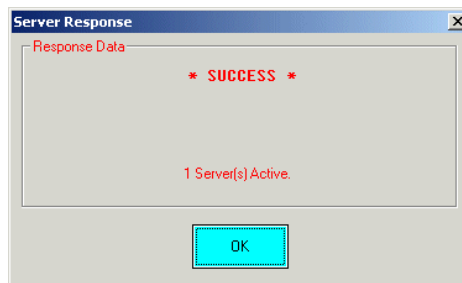 Server Response
Response Data
* SUCCESS *
1 Server(s) Active.
OK